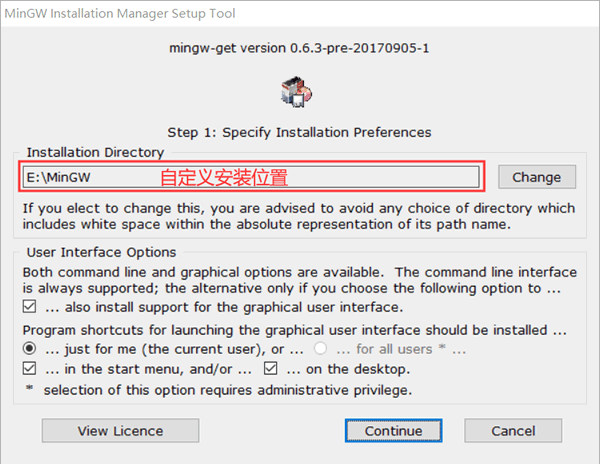 MinGW Installation Manager Setup Tool
mingw-get version 0.6.3-pre-20170905-1
Step 1: Specify Installation Preferences
Installation Directory
E:\MinGW 自定义安装位置 Change
If you elect to change this, you are advised to avoid any choice of directory which
includes white space within the absolute representation of its path name.
User Interface Options
Both command line and graphical options are available. The command line interface
is always supported; the alternative only if you choose the following option to ...
... also install support for the graphical user interface.
Program shortcuts for launching the graphical user interface should be installed ...
... just for me (the current user), or ... ... for all users * ...
... in the start menu, and/or ... ... on the desktop.
* selection of this option requires administrative privilege.
View Licence Continue Cancel